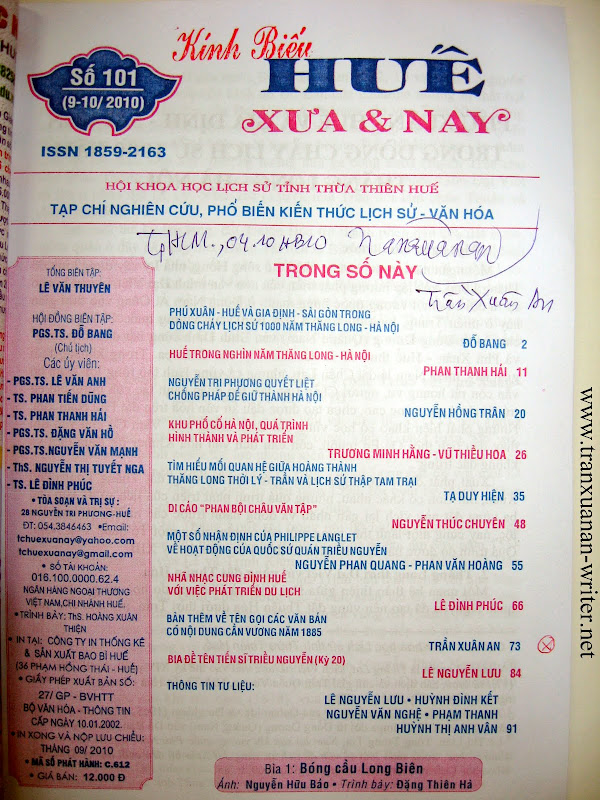 Kính Biếu
Số 101
(9-10/ 2010)
HUẾ
XƯA & NAY
ISSN 1859-2163
HỘI KHOA HỌC LỊCH SỬ TỈNH THỪA THIÊN HUẾ
TẠP CHÍ NGHIÊN CỨU, PHỔ BIẾN KIẾN THỨC LỊCH SỬ - VĂN HÓA
TpHCM., 04.10 HB10
Trần Xuân An
TỔNG BIÊN TẬP:
LÊ VĂN THUYÊN
HỘI ĐỒNG BIÊN TẬP:
PGS.TS. ĐỖ BANG
(Chủ tịch)
Các ủy viên:
- PGS.TS. LÊ VĂN ANH
- TS. PHAN TIẾN DŨNG
- TS. PHAN THANH HẢI
- PGS.TS. ĐẶNG VĂN HỒ
- PGS.TS.NGUYỄN VĂN MẠNH
- ThS. NGUYỄN THỊ TUYẾT NGA
- TS. LÊ ĐÌNH PHÚC
• TÒA SOẠN VÀ TRỊ SỰ :
28 NGUYỄN TRI PHƯƠNG-HUẾ
ĐT: 054.3846463 •Email:
tchuexuanay@yahoo.com
tchuexuanay@gmail.com
• SỐ TÀI KHOẢN:
016.100.0000.62.4
NGÂN HÀNG NGOẠI THƯƠNG
VIỆT NAM,CHI NHÁNH HUẾ.
• TRÌNH BÀY: ThS. HOÀNG XUÂN
THIỆN
• IN TẠI: CÔNG TY IN THỐNG KÊ
& SẢN XUẤT BAO BÌ HUẾ
(36 PHẠM HỒNG THÁI - HUẾ)
• GIẤY PHÉP XUẤT BẢN SỐ:
27/ GP - BVHTT
BỘ VĂN HÓA - THÔNG TIN
CẤP NGÀY 10.01.2002.
• IN XONG VÀ NỘP LƯU CHIỂU:
THÁNG 09/ 2010
• MÃ SỐ PHÁT HÀNH: C.612
• GIÁ BÁN: 12.000 Đ
TRONG SỐ NÀY
PHÚ XUÂN - HUẾ VÀ GIA ĐỊNH - SÀI GÒN TRONG
DÒNG CHẢY LỊCH SỬ 1000 NĂM THĂNG LONG - HÀ NỘI
ĐỖ BANG 2
HUẾ TRONG NGHÌN NĂM THĂNG LONG - HÀ NỘI
PHAN THANH HẢI 11
NGUYỄN TRI PHƯƠNG QUYẾT LIỆT
CHỐNG PHÁP ĐỂ GIỮ THÀNH HÀ NỘI
NGUYỄN HỒNG TRÂN 20
KHU PHỐ CỔ HÀ NỘI, QUÁ TRÌNH
HÌNH THÀNH VÀ PHÁT TRIỂN
TRƯƠNG MINH HẰNG - VŨ THIỀU HOA 26
TÌM HIỂU MỐI QUAN HỆ GIỮA HOÀNG THÀNH
THĂNG LONG THỜI LÝ - TRẦN VÀ LỊCH SỬ THẬP TAM TRẠI
TẠ DUY HIỆN 35
DI CẢO "PHAN BỘI CHÂU VĂN TẬP"
NGUYỄN THÚC CHUYÊN 48
MỘT SỐ NHẬN ĐỊNH CỦA PHILIPPE LANGLET
VỀ HOẠT ĐỘNG CỦA QUỐC SỬ QUÁN TRIỀU NGUYỄN
NGUYỄN PHAN QUANG - PHAN VĂN HOÀNG 55
NHÃ NHẠC CUNG ĐÌNH HUẾ
VỚI VIỆC PHÁT TRIỂN DU LỊCH
LÊ ĐÌNH PHÚC 66
BÀN THÊM VỀ TÊN GỌI CÁC VĂN BẢN
CÓ NỘI DUNG CẦN VƯƠNG NĂM 1885
TRẦN XUÂN AN 73
BIA ĐỀ TÊN TIẾN SĨ TRIỀU NGUYỄN (Kỳ 20)
LÊ NGUYỄN LƯU 84
THÔNG TIN TƯ LIỆU:
LÊ NGUYỄN LƯU • HUỲNH ĐÌNH KẾT
NGUYỄN VĂN NGHỆ • PHẠM THANH
HUỲNH THỊ ANH VÂN 91
Bìa 1: Bóng cầu Long Biên
Ảnh: Nguyễn Hữu Bảo • Trình bày: Đặng Thiên Hà
www.tranxuanan-writer.net